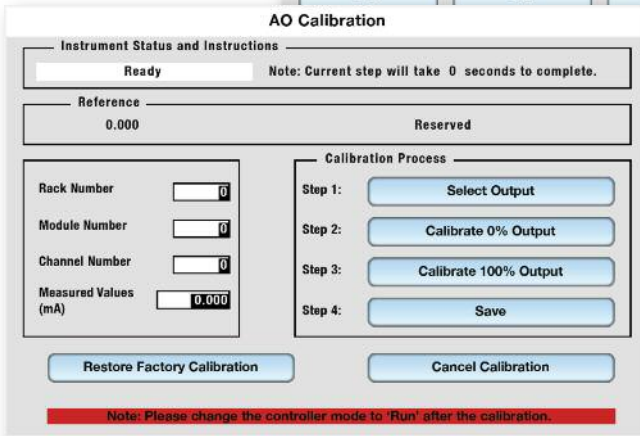 AO Calibration
Instrument Status and Instructions
Ready Note: Current step will take 0 seconds to complete.
Reference
0.000 Reserved
Rack Number 0
Module Number 0
Channel Number 0
Measured Values
(mA) 0.000
Calibration Process
Step 1: Select Output
Step 2: Calibrate 0% Output
Step 3: Calibrate 100% Output
Step 4: Save
Restore Factory Calibration Cancel Calibration
Note: Please change the controller mode to 'Run' after the calibration.